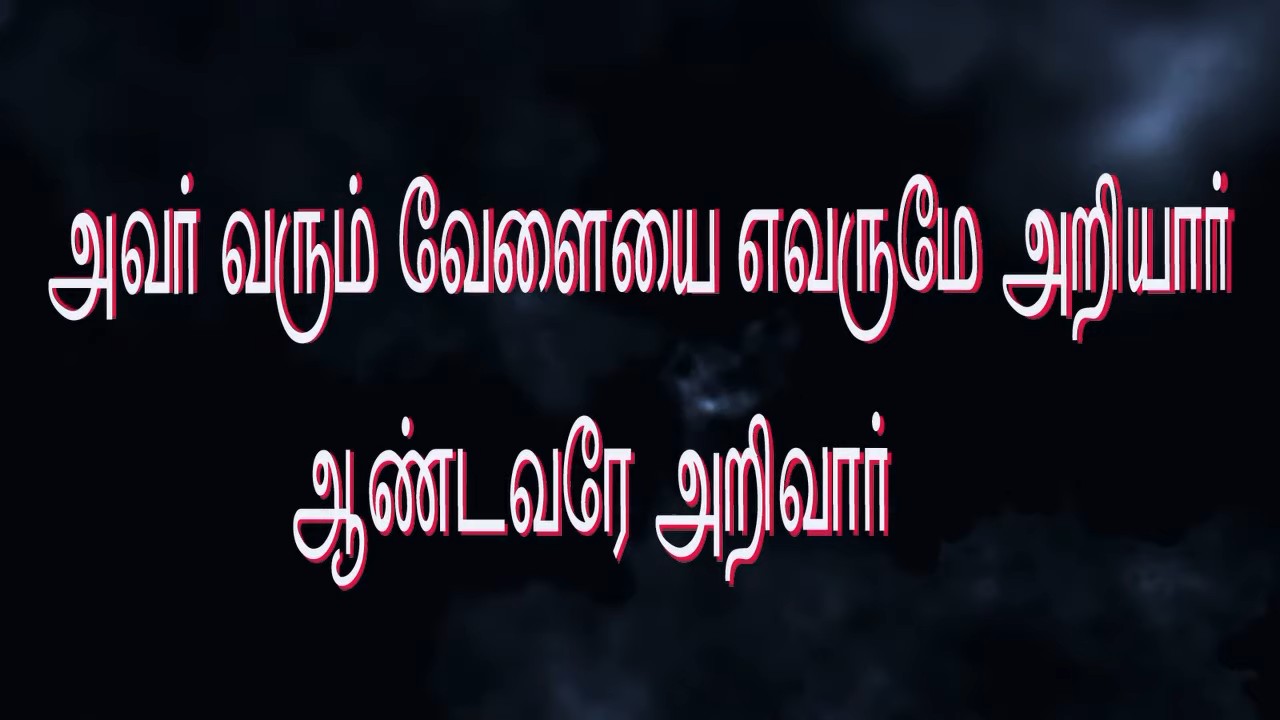 அவர் வரும் வேளையை எவருமே அறியார்
ஆண்டவரே அறிவார்